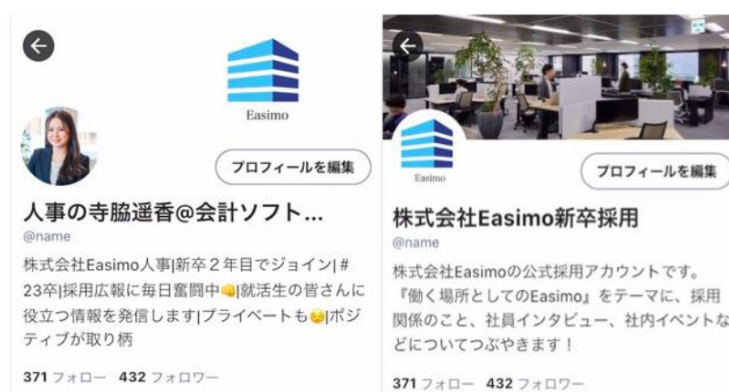 Easimo
プロフィールを編集
人事の寺脇遥香@会計ソフト...
@name
株式会社Easimo人事|新卒２年目でジョイン|#
23卒|採用広報に毎日奮闘中👊|就活生の皆さんに
役立つ情報を発信します|プライベートも😌|ポジ
ティブが取り柄
371 フォロー 432 フォロワー
Easimo
プロフィールを編集
株式会社Easimo新卒採用
@name
株式会社Easimoの公式採用アカウントです。
『働く場所としてのEasimo』をテーマに、採用
関係のこと、社員インタビュー、社内イベントな
どについてつぶやきます！
371 フォロー 432 フォロワー